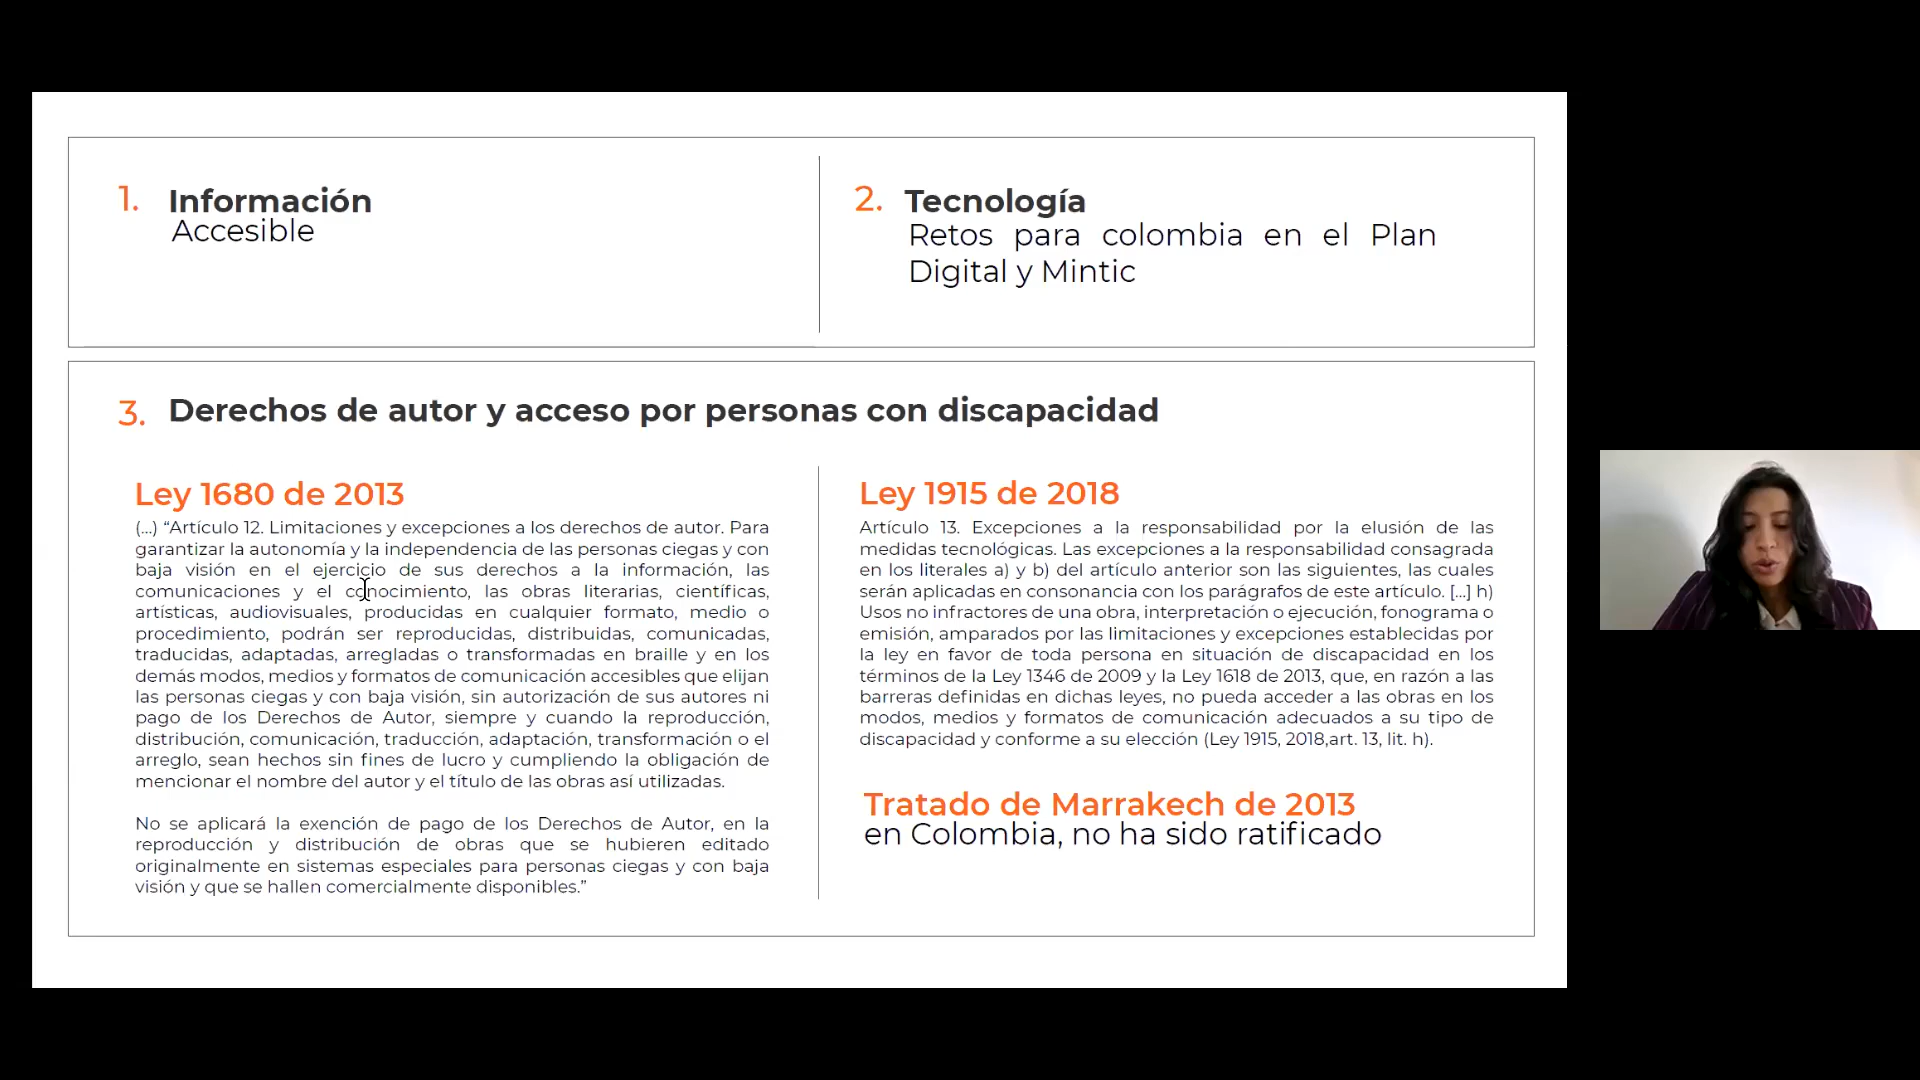 1. Información
Accesible
2. Tecnología
Retos para colombia en el Plan
Digital y Mintic
3. Derechos de autor y acceso por personas con discapacidad
Ley 1680 de 2013
(...) “Artículo 12. Limitaciones y excepciones a los derechos de autor. Para
garantizar la autonomía y la independencia de las personas ciegas y con
baja visión en el ejercicio de sus derechos a la información, las
comunicaciones y el conocimiento, las obras literarias, científicas,
artísticas, audiovisuales, producidas en cualquier formato, medio o
procedimiento, podrán ser reproducidas, distribuidas, comunicadas,
traducidas, adaptadas, arregladas o transformadas en braille y en los
demás modos, medios y formatos de comunicación accesibles que elijan
las personas ciegas y con baja visión, sin autorización de sus autores ni
pago de los Derechos de Autor, siempre y cuando la reproducción,
distribución, comunicación, traducción, adaptación, transformación o el
arreglo, sean hechos sin fines de lucro y cumpliendo la obligación de
mencionar el nombre del autor y el título de las obras así utilizadas.
No se aplicará la exención de pago de los Derechos de Autor, en la
reproducción y distribución de obras que se hubieren editado
originalmente en sistemas especiales para personas ciegas y con baja
visión y que se hallen comercialmente disponibles.”
Ley 1915 de 2018
Artículo 13. Excepciones a la responsabilidad por la elusión de las
medidas tecnológicas. Las excepciones a la responsabilidad consagrada
en los literales a) y b) del artículo anterior son las siguientes, las cuales
serán aplicadas en consonancia con los parágrafos de este artículo. [...] h)
Usos no infractores de una obra, interpretación o ejecución, fonograma o
emisión, amparados por las limitaciones y excepciones establecidas por
la ley en favor de toda persona en situación de discapacidad en los
términos de la Ley 1346 de 2009 y la Ley 1618 de 2013, que, en razón a las
barreras definidas en dichas leyes, no pueda acceder a las obras en los
modos, medios y formatos de comunicación adecuados a su tipo de
discapacidad y conforme a su elección (Ley 1915, 2018,art. 13, lit. h).
Tratado de Marrakech de 2013
en Colombia, no ha sido ratificado